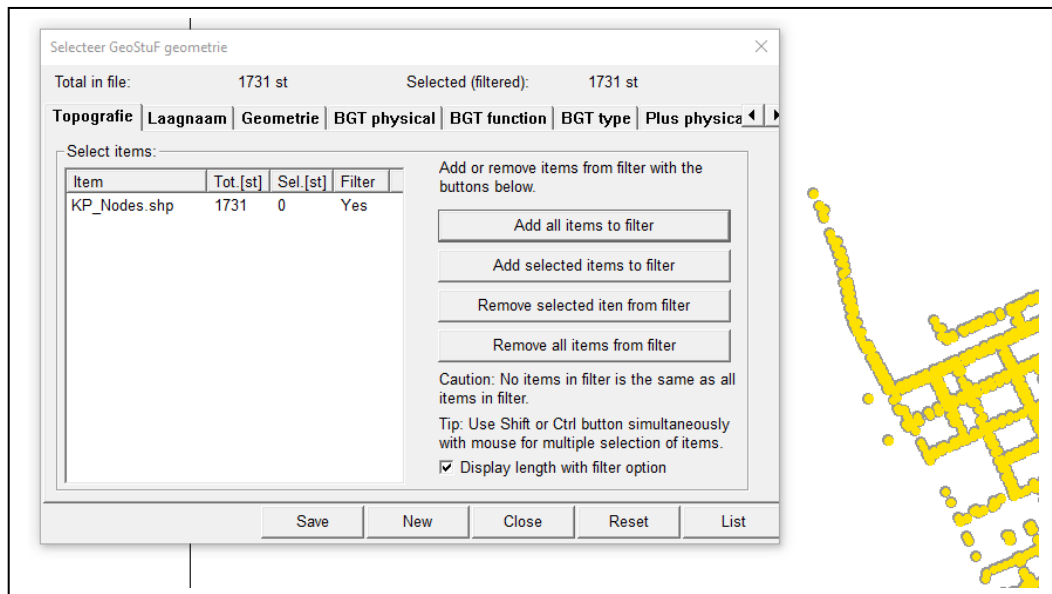 Selecteer GeoStuF geometrie
Total in file: 1731 st Selected (filtered): 1731 st
Topografie Laagnaam Geometrie BGT physical BGT function BGT type Plus physica
Select items:
Item Tot.[st] Sel.[st] Filter
KP_Nodes.shp 1731 0 Yes
Add or remove items from filter with the
buttons below.
Add all items to filter
Add selected items to filter
Remove selected iten from filter
Remove all items from filter
Caution: No items in filter is the same as all
items in filter.
Tip: Use Shift or Ctrl button simultaneously
with mouse for multiple selection of items.
Display length with filter option
Save New Close Reset List